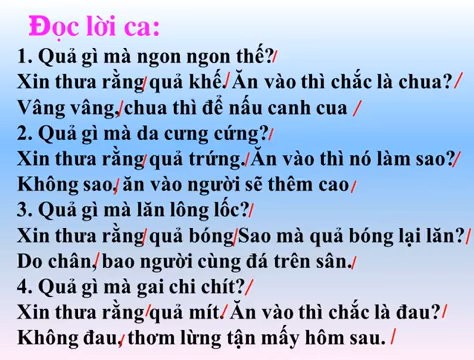 Đọc lời ca:
1. Quả gì mà ngon ngon thế?/
Xin thưa rằng/ quả khế./ Ăn vào thì chắc là chua?/
Vâng vâng,/chua thì để nấu canh cua /
2. Quả gì mà da cưng cứng?/
Xin thưa rằng/ quả trứng./ Ăn vào thì nó làm sao?/
Không sao,/ ăn vào người sẽ thêm cao /
3. Quả gì mà lăn lông lốc?/
Xin thưa rằng/ quả bóng/Sao mà quả bóng lại lăn?/
Do chân,/ bao người cùng đá trên sân./
4. Quả gì mà gai chi chít?/
Xin thưa rằng/ quả mít./ Ăn vào thì chắc là đau?/
Không đau,/ thơm lừng tận mấy hôm sau. /